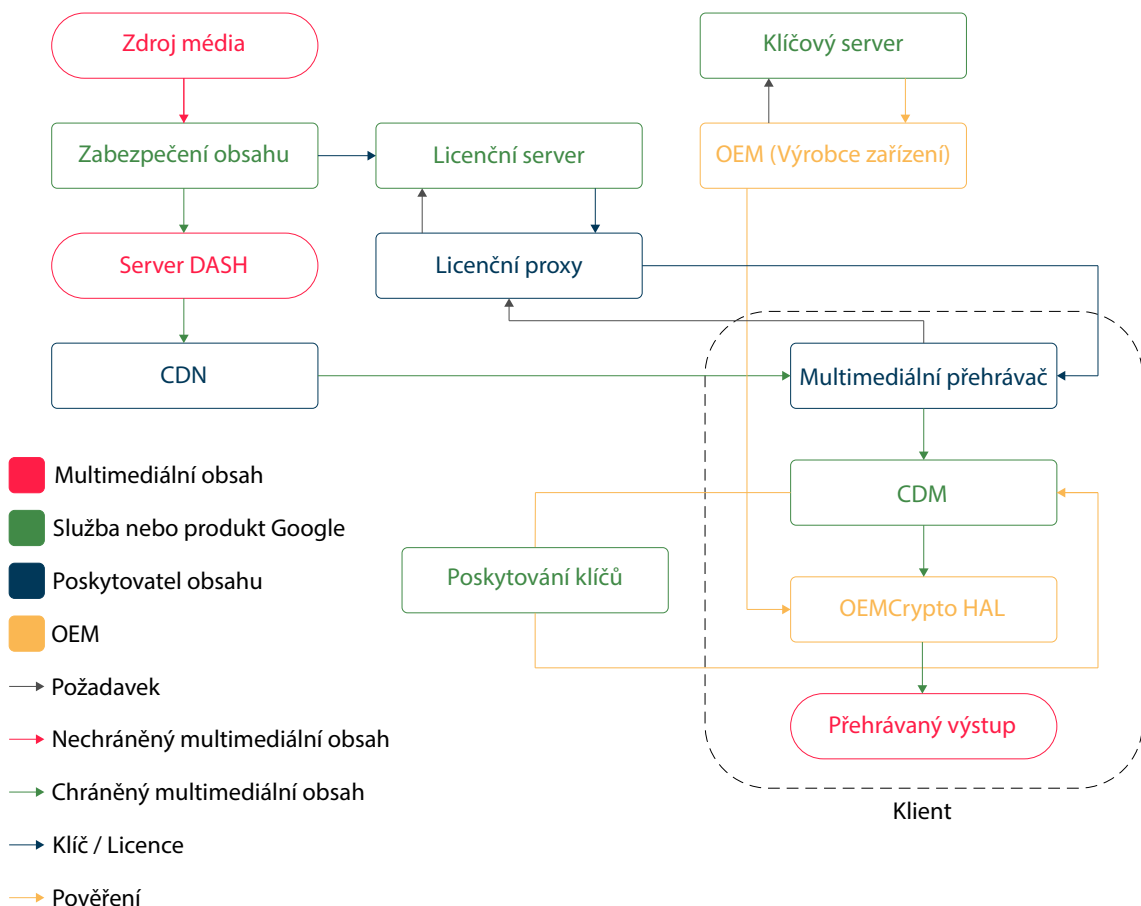 Zdroj média
Klíčový server
Zabezpečení obsahu
Licenční server
OEM (Výrobce zařízení)
Server DASH
Licenční proxy
CDN
Multimediální přehrávač
Multimediální obsah
CDM
Služba nebo produkt Google
Poskytování klíčů
Poskytovatel obsahu
OEMCrypto HAL
OEM
Požadavek
Přehrávaný výstup
Nechráněný multimediální obsah
Chráněný multimediální obsah
Klient
Klíč / Licence
Pověření